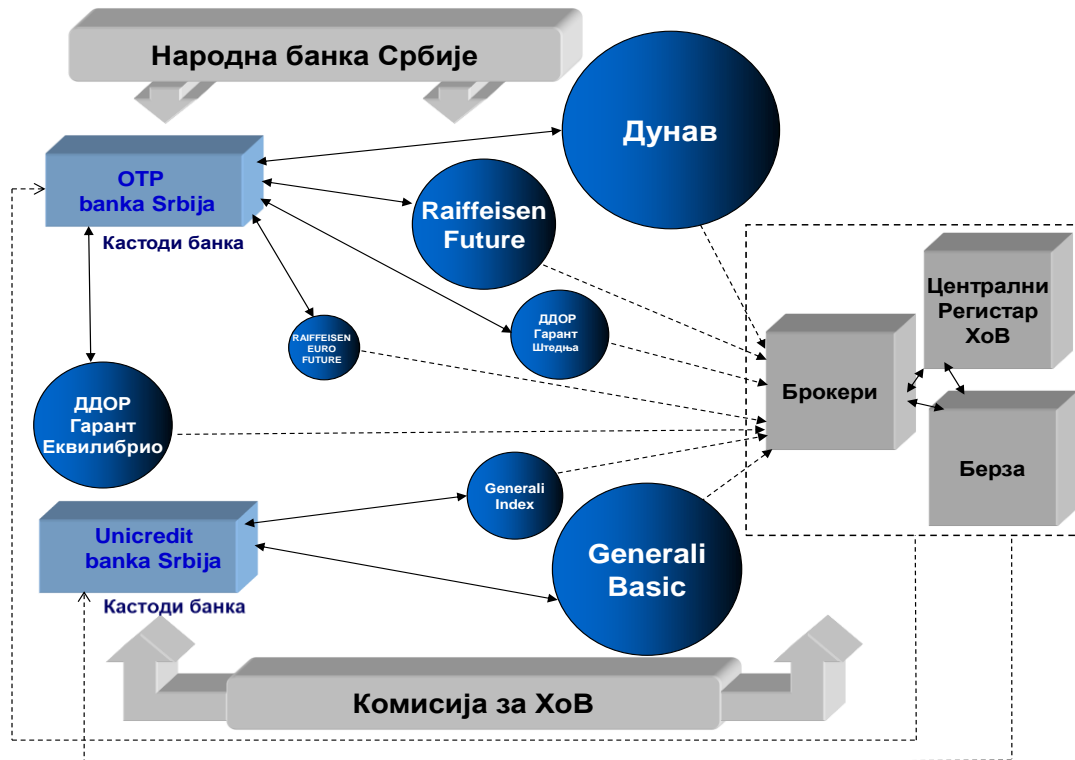 Народна банка Србије
Дунав
OTP
banka Srbija
Кастоди банка
Raiffeisen
Future
RAIFFEISEN
EURO
FUTURE
ДДОР
Гарант
Штедња
ДДОР
Гарант
Еквилибрио
Централни
Регистар
ХоВ
Брокери
Берза
Generali
Index
Generali
Basic
Unicredit
banka Srbija
Кастоди банка
Комисија за ХоВ